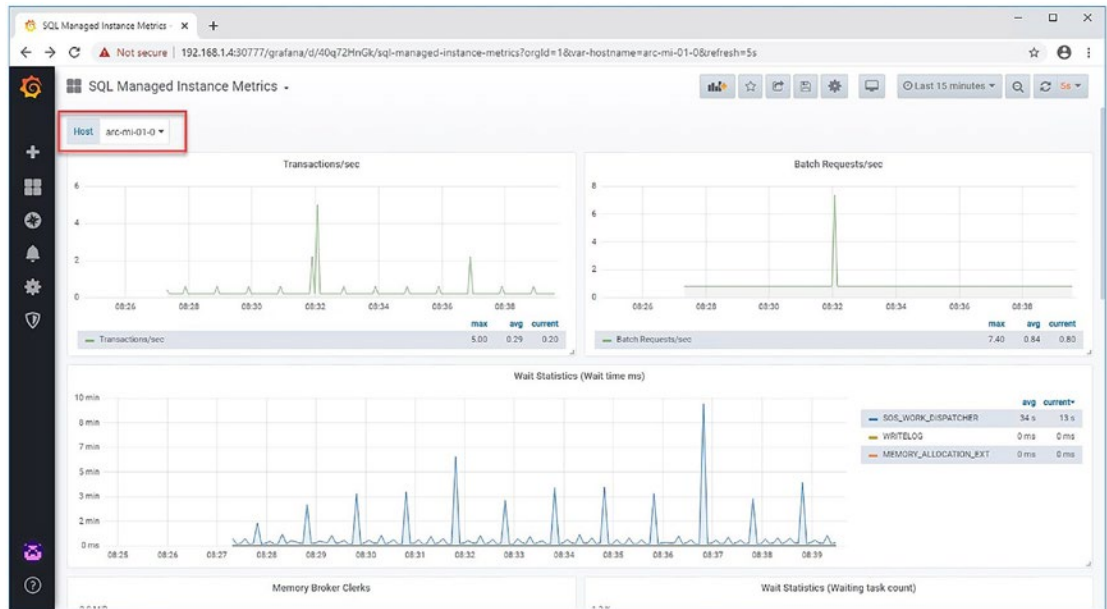 SQL Managed Instance Metrics -
Not secure | 192.168.1.4:30777/grafana/d/40q72HnGk/sql-managed-instance-metrics?orgId=1&var-hostname=arc-mi-01-0&refresh=5s
SQL Managed Instance Metrics
Last 15 minutes
5s
Host arc-mi-01-0
Transactions/sec
6
4
2
0
08:26 08:28 08:30 08:32 08:34 08:36 08:38
max avg current
Transactions/sec 5.00 0.29 0.20
Batch Requests/sec
8
6
4
2
0
08:26 08:28 08:30 08:32 08:34 08:36 08:38
max avg current
Batch Requests/sec 7.40 0.84 0.80
Wait Statistics (Wait time ms)
10 min
8 min
7 min
5 min
3 min
2 min
0 ms
08:25 08:26 08:27 08:28 08:29 08:30 08:31 08:32 08:33 08:34 08:35 08:36 08:37 08:38 08:39
avg current
SOS_WORK_DISPATCHER 34 s 13 s
WRITELOG 0 ms 0 ms
MEMORY_ALLOCATION_EXT 0 ms 0 ms
Memory Broker Clerks
Wait Statistics (Waiting task count)